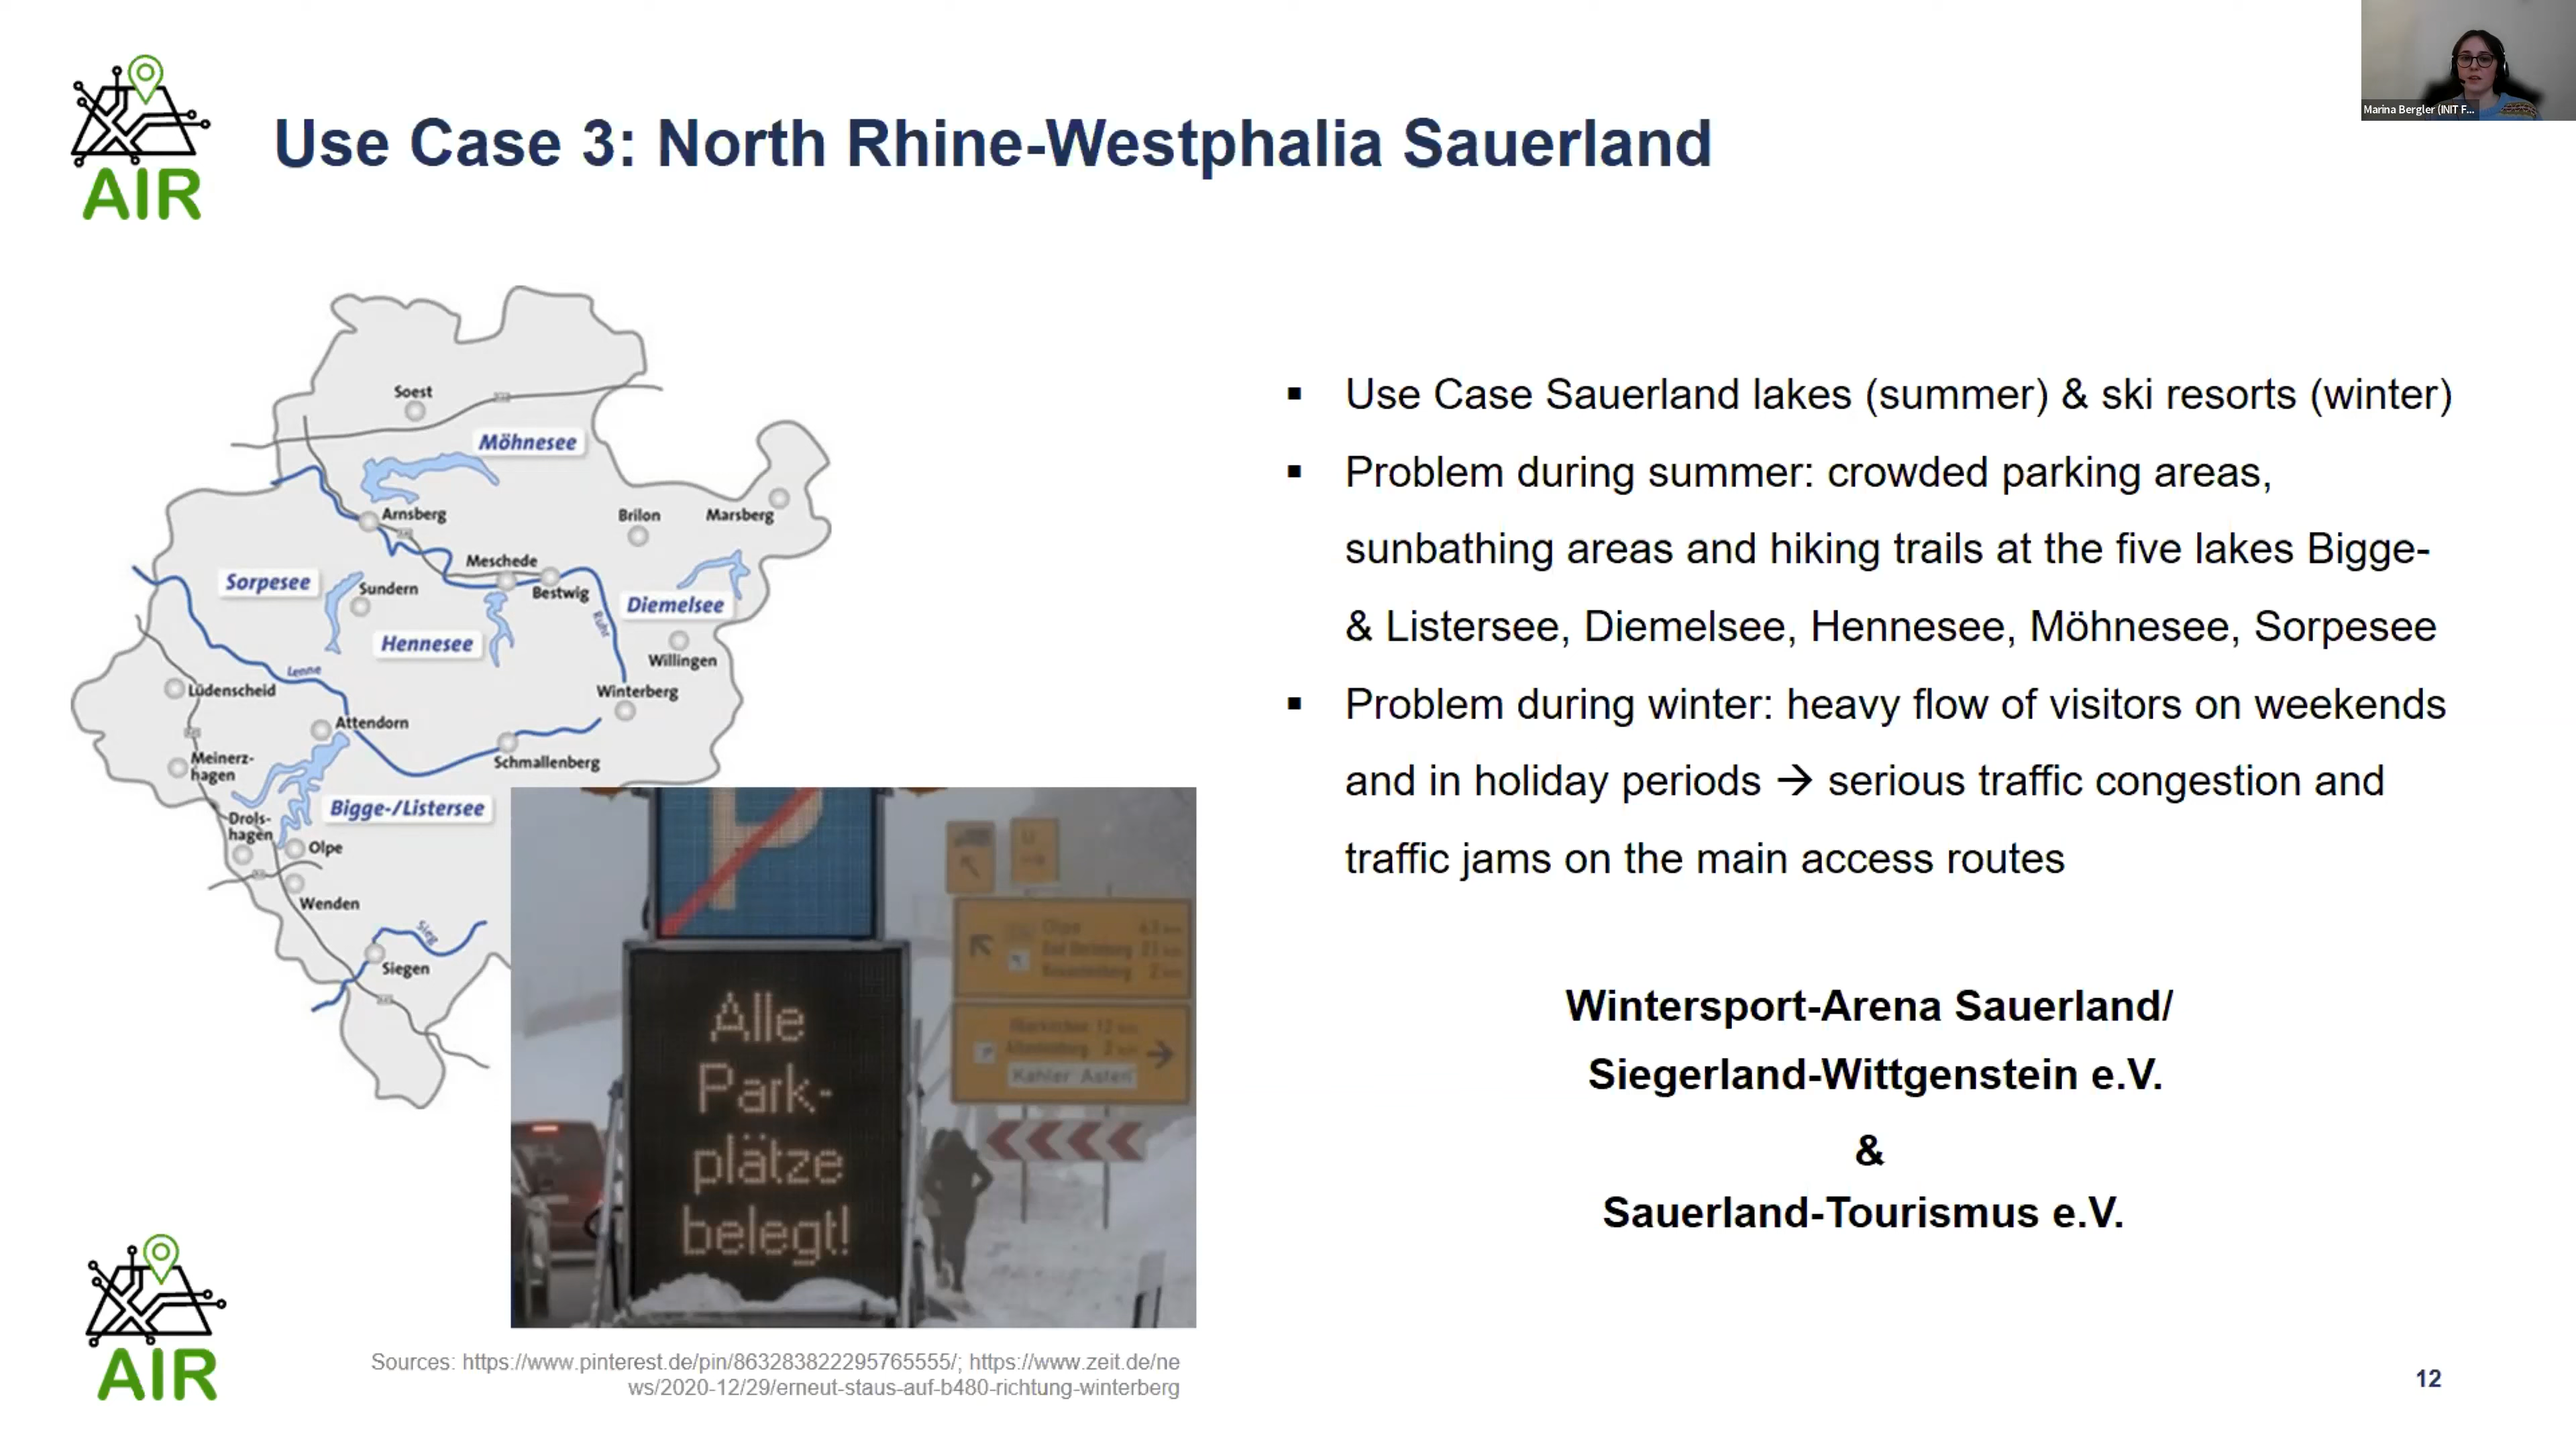 Marina Bergler (INIT F...
AIR
Use Case 3: North Rhine-Westphalia Sauerland
Soest
Möhnesee
Arnsberg
Brilon
Marsberg
Meschede
Bestwig
Sorpesee
Sundern
Diemelsee
Hennesee
Ruhr
Willingen
Lenne
Lüdenscheid
Winterberg
Attendorn
Meinerz-
hagen
Schmallenberg
Bigge-/Listersee
Drols-
hagen
Olpe
Wenden
Sieg
Siegen
P
Alle
Park-
plätze
belegt!
Olpe
Kahler Asten
▪ Use Case Sauerland lakes (summer) & ski resorts (winter)
▪ Problem during summer: crowded parking areas,
sunbathing areas and hiking trails at the five lakes Bigge-
& Listersee, Diemelsee, Hennesee, Möhnesee, Sorpesee
▪ Problem during winter: heavy flow of visitors on weekends
and in holiday periods → serious traffic congestion and
traffic jams on the main access routes
Wintersport-Arena Sauerland/
Siegerland-Wittgenstein e.V.
&
Sauerland-Tourismus e.V.
AIR
Sources: https://www.pinterest.de/pin/863283822295765555/; https://www.zeit.de/ne
ws/2020-12/29/erneut-staus-auf-b480-richtung-winterberg
12